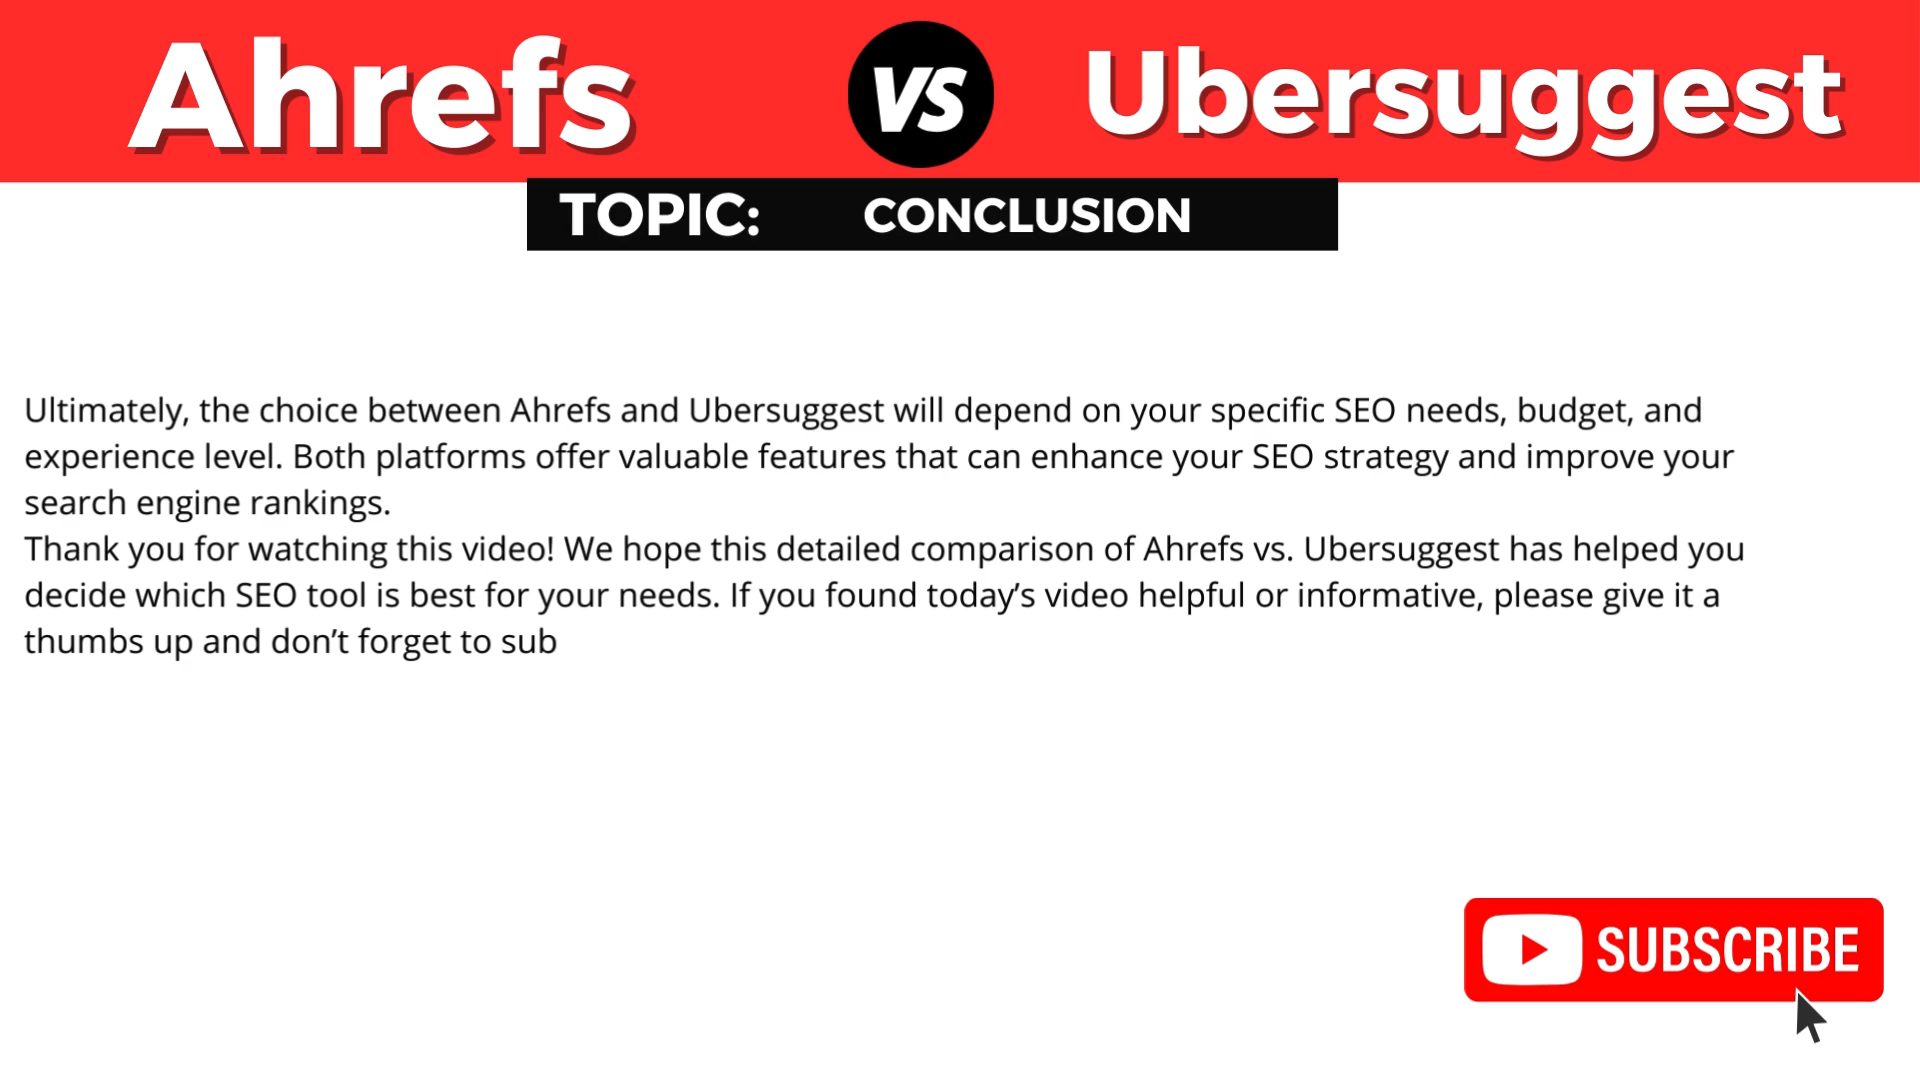 Ahrefs VS Ubersuggest
TOPIC: CONCLUSION
Ultimately, the choice between Ahrefs and Ubersuggest will depend on your specific SEO needs, budget, and
experience level. Both platforms offer valuable features that can enhance your SEO strategy and improve your
search engine rankings.
Thank you for watching this video! We hope this detailed comparison of Ahrefs vs. Ubersuggest has helped you
decide which SEO tool is best for your needs. If you found today’s video helpful or informative, please give it a
thumbs up and don’t forget to sub
SUBSCRIBE